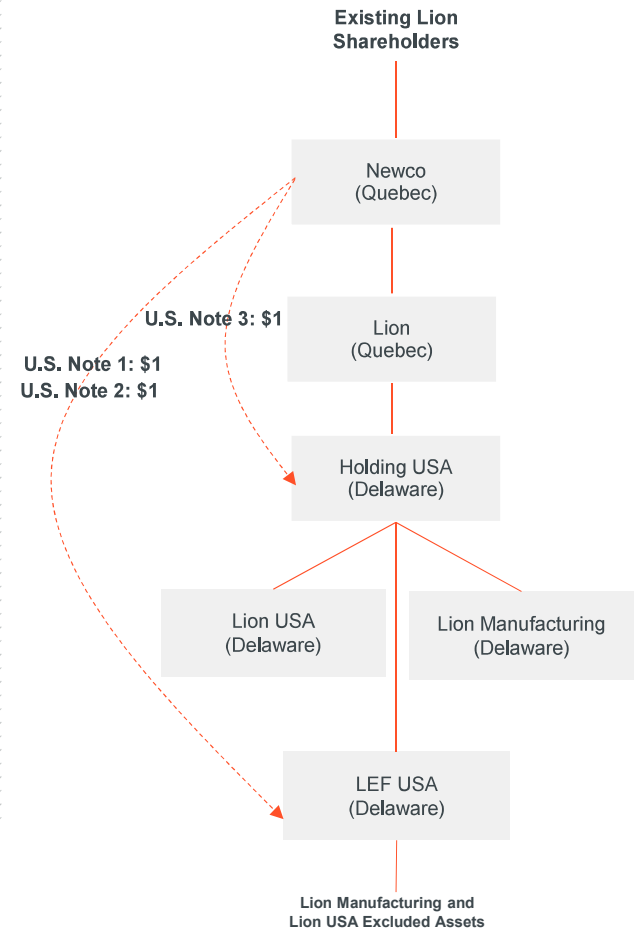 Existing Lion
Shareholders
Newco
(Quebec)
U.S. Note 3: $1
Lion
(Quebec)
U.S. Note 1: $1
U.S. Note 2: $1
Holding USA
(Delaware)
Lion USA
(Delaware)
Lion Manufacturing
(Delaware)
LEF USA
(Delaware)
Lion Manufacturing and
Lion USA Excluded Assets